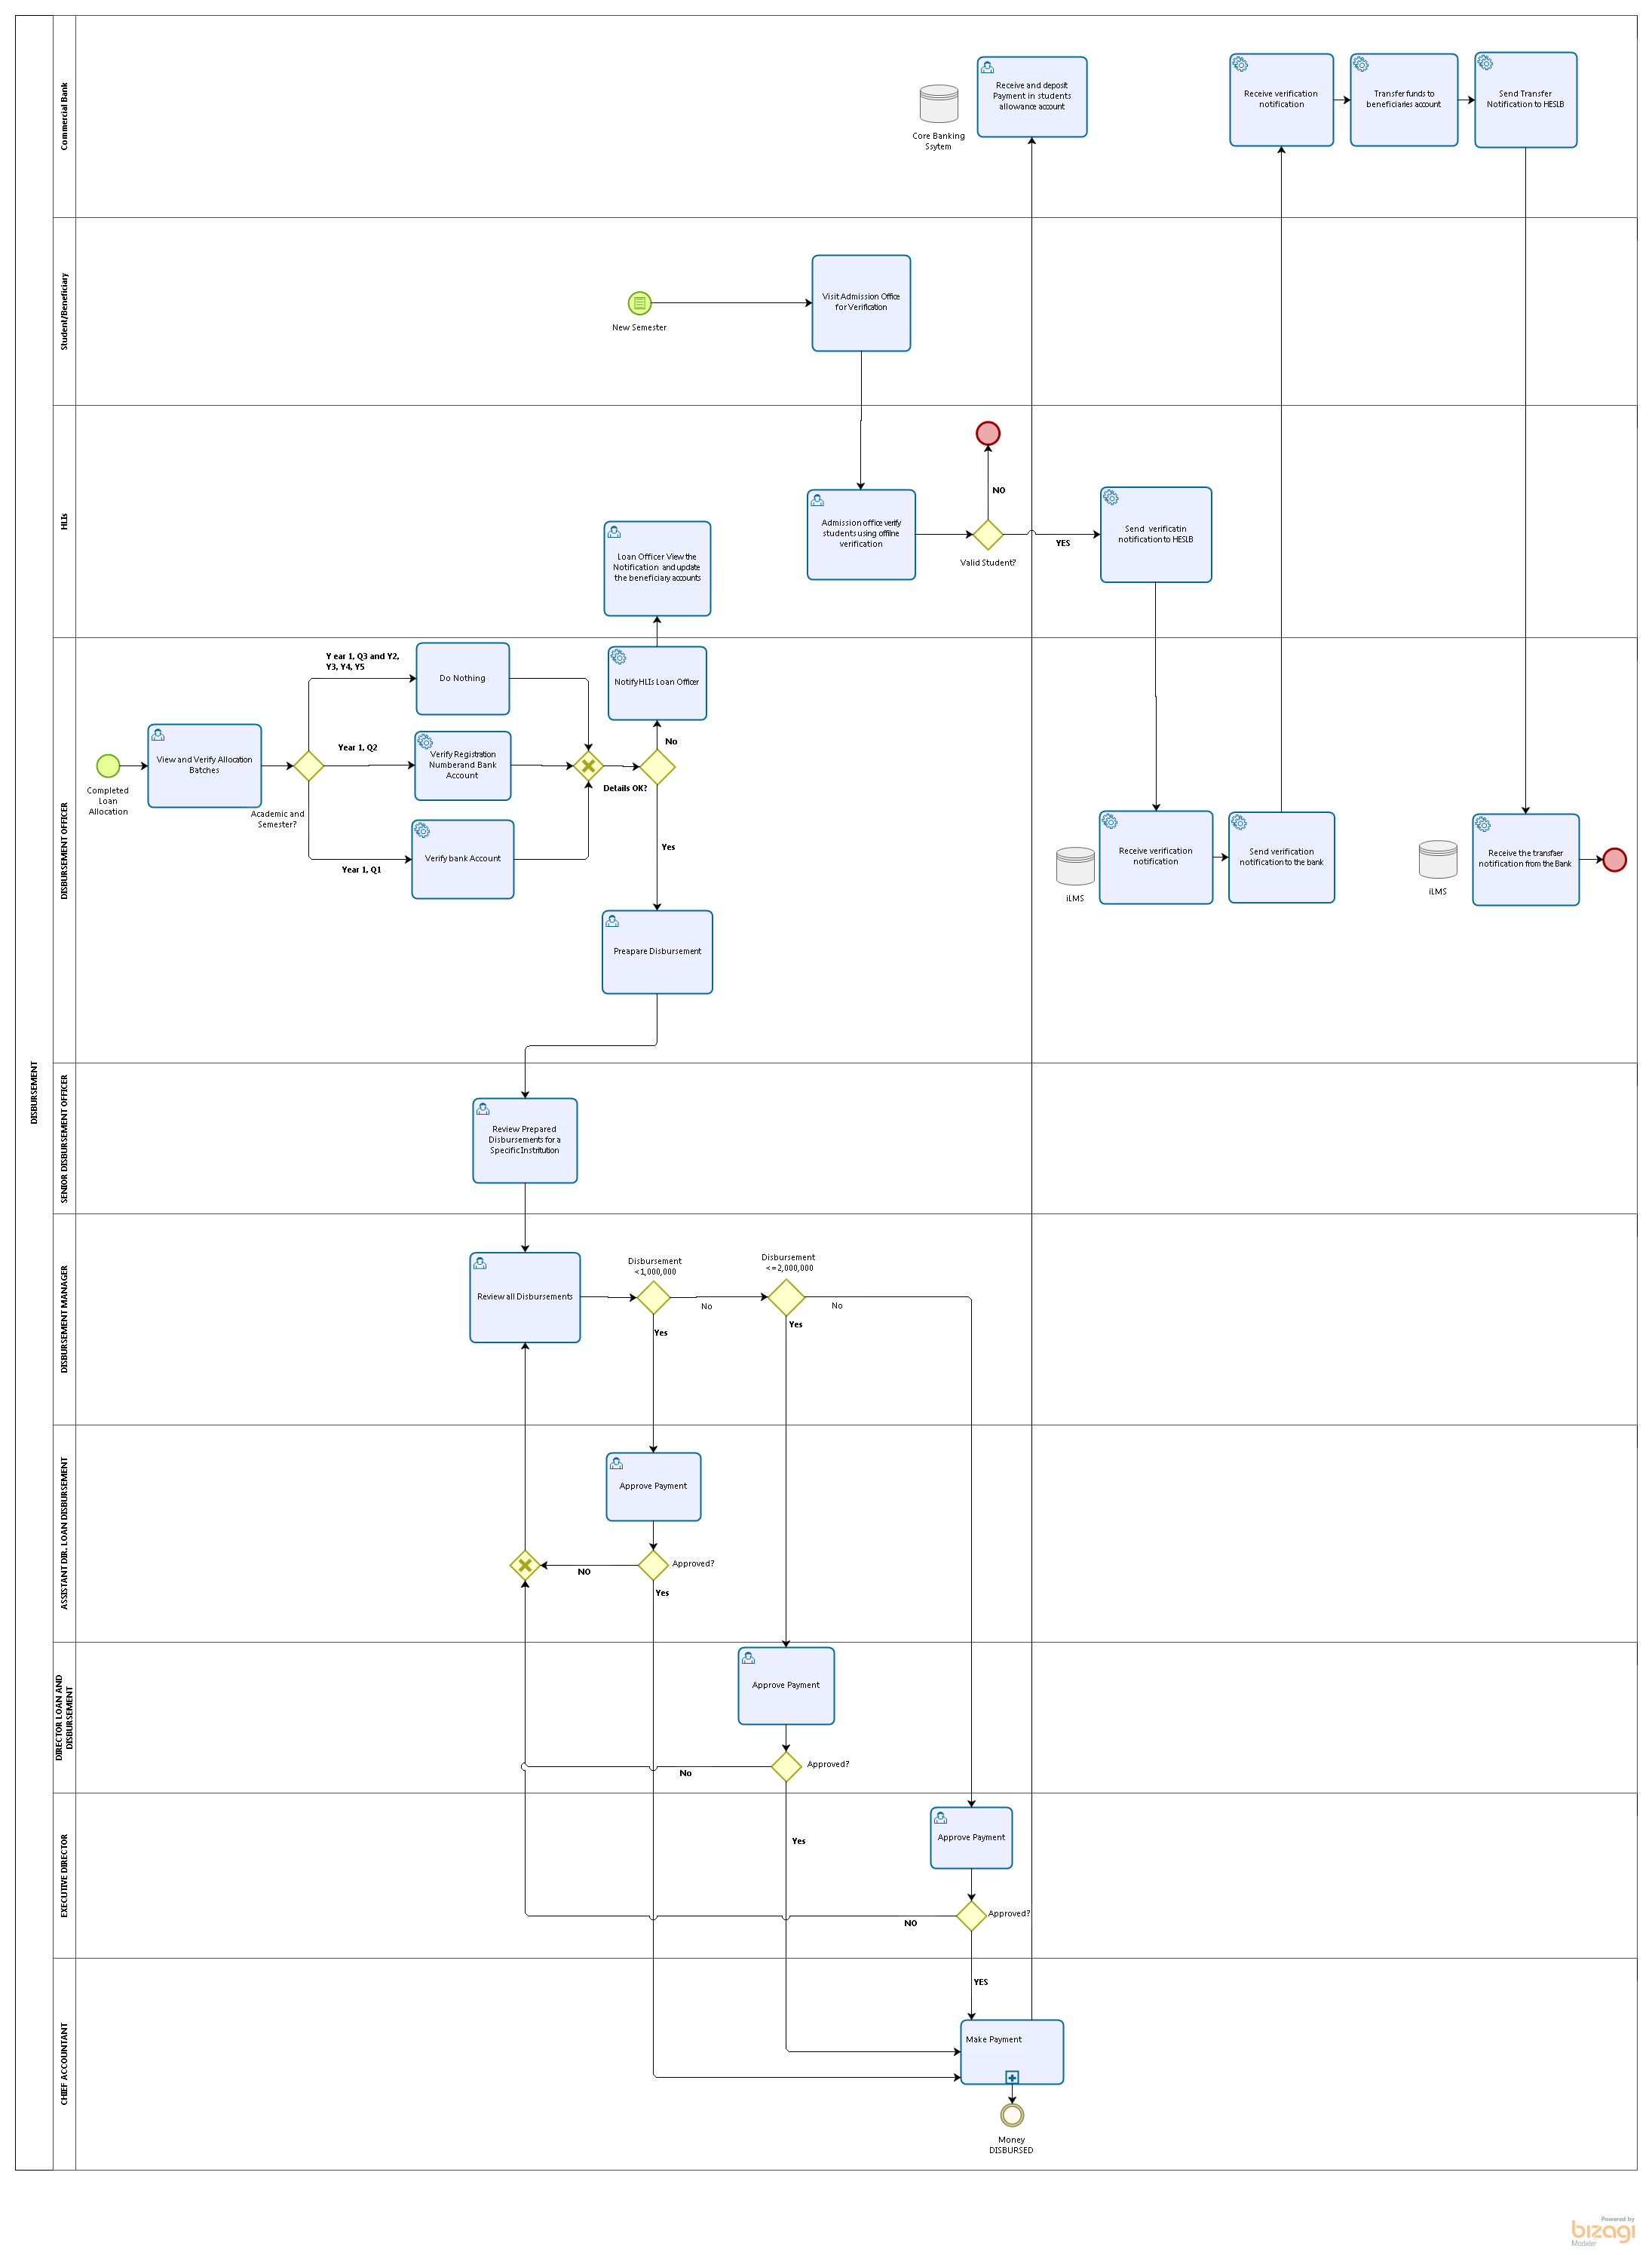 DISBURSEMENT
Commercial Bank
Core Banking
Ssytem
Receive and deposit
Payment in students
allowance account
Receive verification
notification
Transfer funds to
beneficiaries account
Send Transfer
Notification to HESLB
Student/Beneficiary
New Semester
Visit Admission Office
for Verification
HLIs
Loan Officer View the
Notification and update
the beneficiary accounts
Admission office verify
students using offline
verification
NO
Valid Student?
YES
Send verificatin
notification to HESLB
DISBURSEMENT OFFICER
Completed
Loan
Allocation
View and Verify Allocation
Batches
Academic and
Semester?
Y ear 1, Q3 and Y2,
Y3, Y4, Y5
Do Nothing
Year 1, Q2
Verify Registration
Number and Bank
Account
Year 1, Q1
Verify bank Account
Details OK?
No
Notify HLIs Loan Officer
Yes
Preapare Disbursement
iLMS
Receive verification
notification
Send verification
notification to the bank
iLMS
Receive the transfaer
notification from the Bank
SENIOR DISBURSEMENT OFFICER
Review Prepared
Disbursements for a
Specific Instritution
DISBURSEMENT MANAGER
Review all Disbursements
Disbursement
<1,000,000
No
Yes
Disbursement
<=2,000,000
No
Yes
ASSISTANT DIR. LOAN DISBURSEMENT
Approve Payment
Approved?
NO
Yes
DIRECTOR LOAN AND
DISBURSEMENT
Approve Payment
Approved?
No
Yes
EXECUTIVE DIRECTOR
Approve Payment
Approved?
NO
YES
CHIEF ACCOUNTANT
Make Payment
Money
DISBURSED
Powered by
bizagi
Modeler